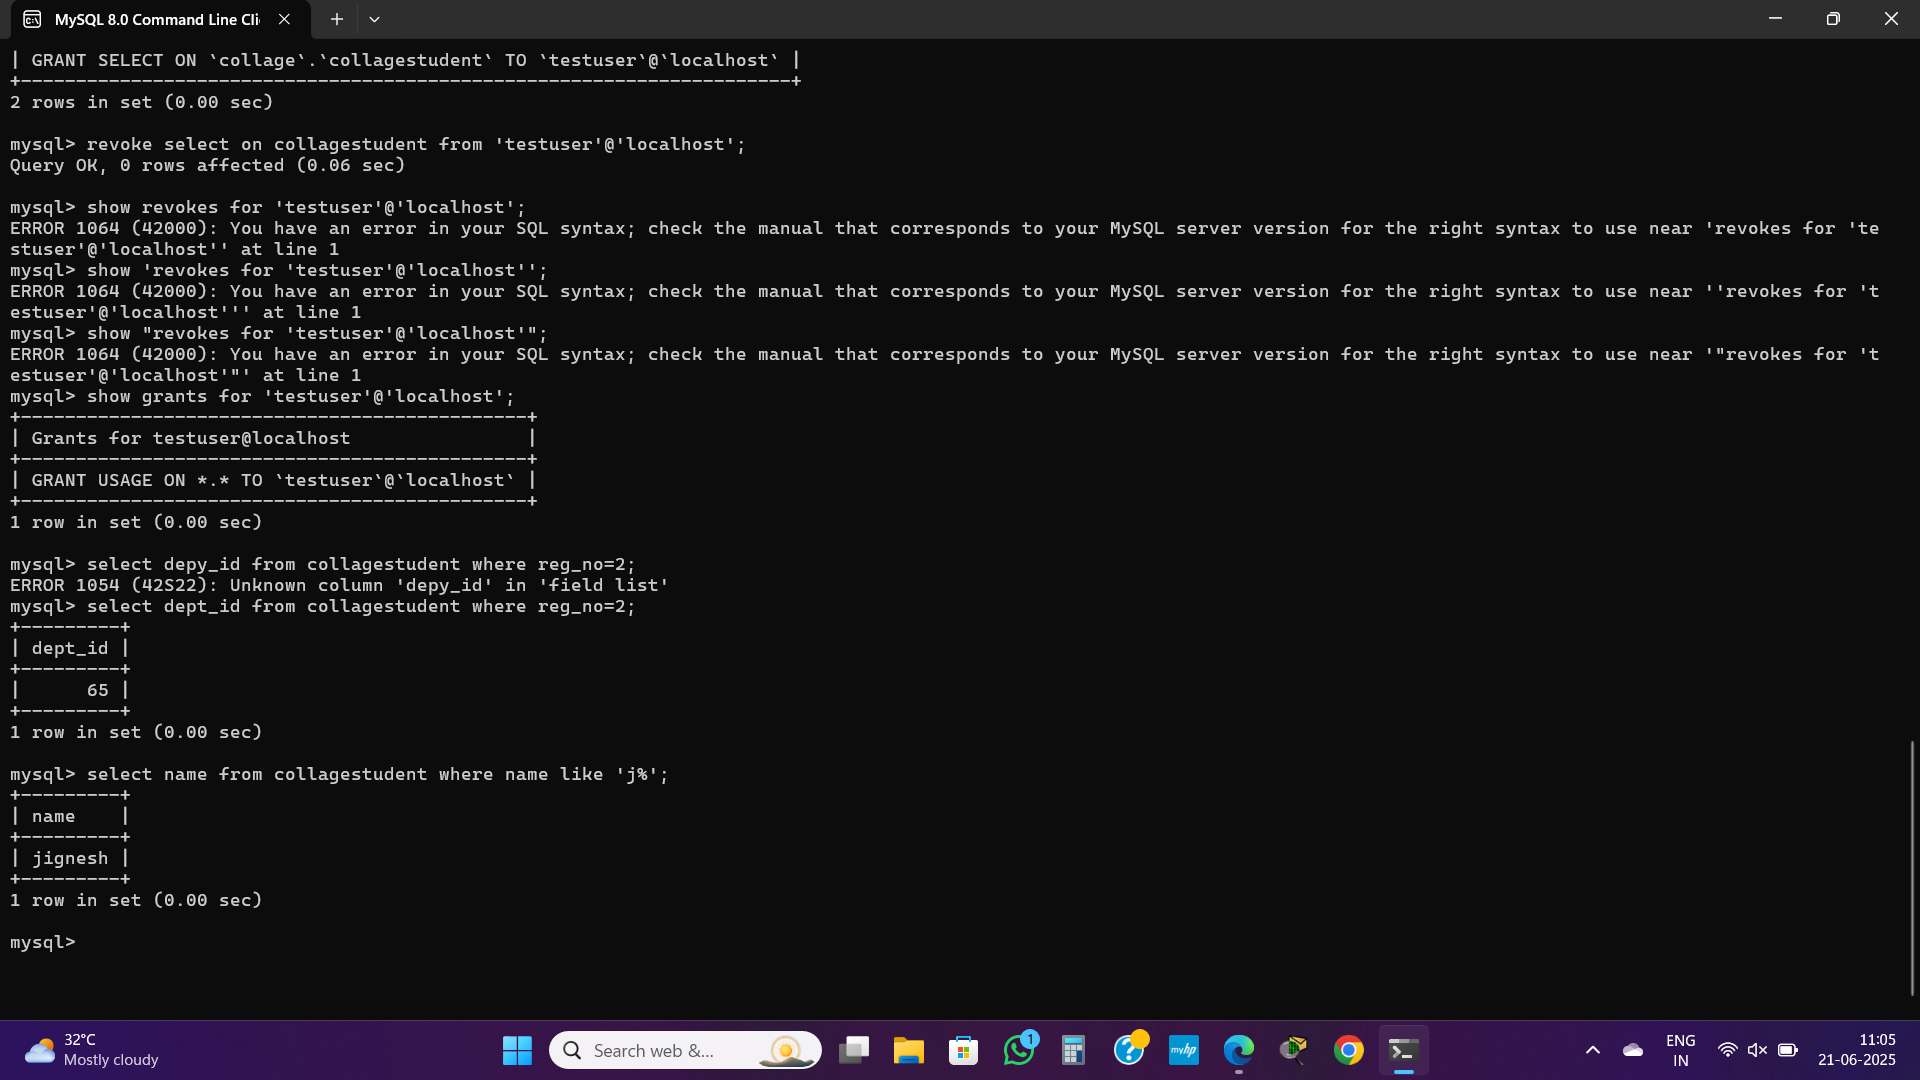 MySQL 8.0 Command Line Cli
| GRANT SELECT ON `collage`.`collagestudent` TO `testuser`@`localhost` |
+----------------------------------------------------------------------+
2 rows in set (0.00 sec)
mysql> revoke select on collagestudent from 'testuser'@'localhost';
Query OK, 0 rows affected (0.06 sec)
mysql> show revokes for 'testuser'@'localhost';
ERROR 1064 (42000): You have an error in your SQL syntax; check the manual that corresponds to your MySQL server version for the right syntax to use near 'revokes for 'te
stuser'@'localhost'' at line 1
mysql> show 'revokes for 'testuser'@'localhost'';
ERROR 1064 (42000): You have an error in your SQL syntax; check the manual that corresponds to your MySQL server version for the right syntax to use near ''revokes for 't
estuser'@'localhost''' at line 1
mysql> show "revokes for 'testuser'@'localhost'";
ERROR 1064 (42000): You have an error in your SQL syntax; check the manual that corresponds to your MySQL server version for the right syntax to use near '"revokes for 't
estuser'@'localhost'"' at line 1
mysql> show grants for 'testuser'@'localhost';
+----------------------------------------------+
| Grants for testuser@localhost                |
+----------------------------------------------+
| GRANT USAGE ON *.* TO `testuser`@`localhost` |
+----------------------------------------------+
1 row in set (0.00 sec)
mysql> select depy_id from collagestudent where reg_no=2;
ERROR 1054 (42S22): Unknown column 'depy_id' in 'field list'
mysql> select dept_id from collagestudent where reg_no=2;
+---------+
| dept_id |
+---------+
|      65 |
+---------+
1 row in set (0.00 sec)
mysql> select name from collagestudent where name like 'j%';
+---------+
| name    |
+---------+
| jignesh |
+---------+
1 row in set (0.00 sec)
mysql>
32°C
Mostly cloudy
Search web &...
1
myhp
ENG
IN
11:05
21-06-2025